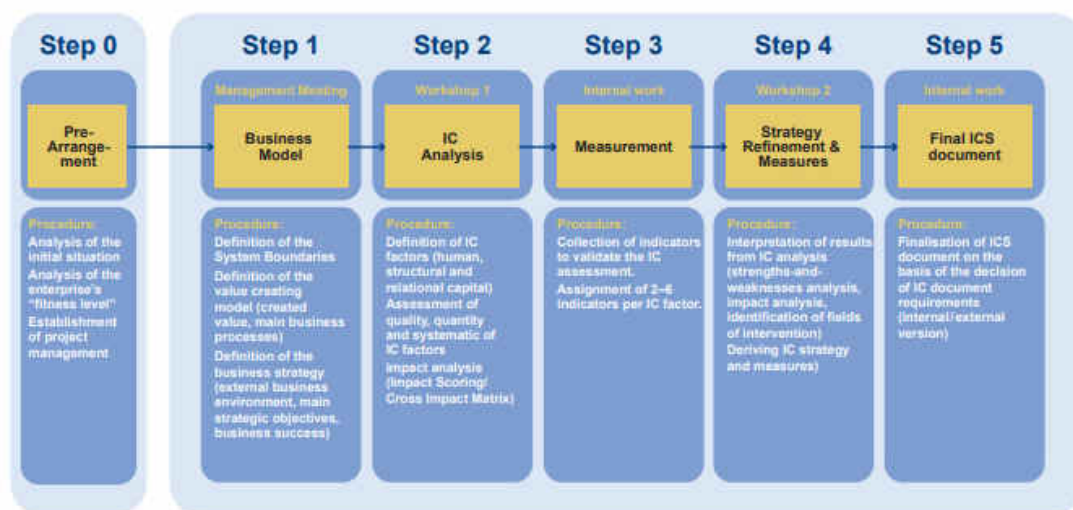 Step 0
Step 1
Step 2
Step 3
Step 4
Step 5
Pre-
Arrange-
ment
Management Meeting
Business
Model
Workshop 1
IC
Analysis
Internal work
Measurement
Workshop 2
Strategy
Refinement &
Measures
Internal work
Final ICS
document
Procedure:
Analysis of the
initial situation
Analysis of the
enterprise's
"fitness level"
Establishment
of project
management
Procedure:
Definition of the
System Boundaries
Definition of the
value creating
model (created
value, main business
processes)
Definition of the
business strategy
(external business
environment, main
strategic objectives,
business success)
Procedure:
Definition of IC
factors (human,
structural and
relational capital)
Assessment of
quality, quantity
and systematic of
IC factors
Impact analysis
(Impact Scoring/
Cross Impact Matrix)
Procedure:
Collection of indicators
to validate the IC
assessment.
Assignment of 2–6
indicators per IC factor.
Procedure:
Interpretation of results
from IC analysis
(strengths-and-
weaknesses analysis,
impact analysis,
identification of fields
of intervention)
Deriving IC strategy
and measures)
Procedure:
Finalisation of ICS
document on the
basis of the decision
of IC document
requirements
(internal/external
version)